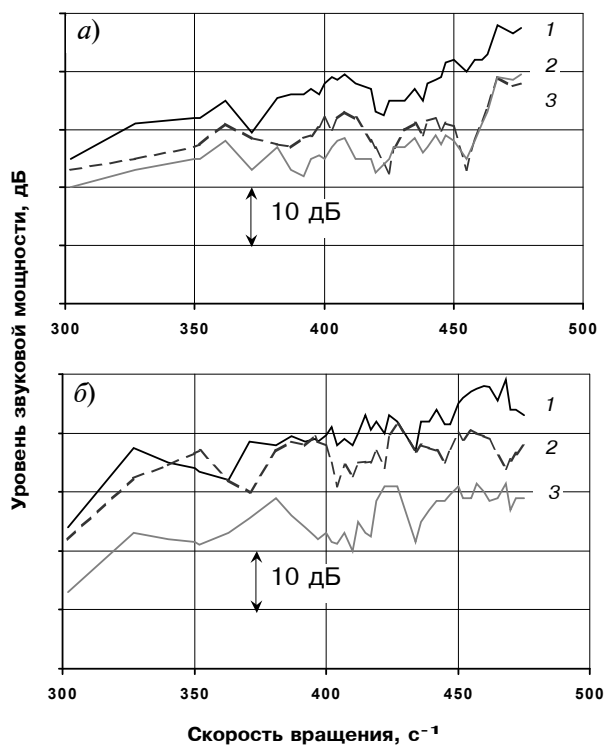 а)
1
2
3
10 дБ
300 350 400 450 500
б)
1
2
3
10 дБ
300 350 400 450 500
Уровень звуковой мощности, дБ
Скорость вращения, с⁻¹